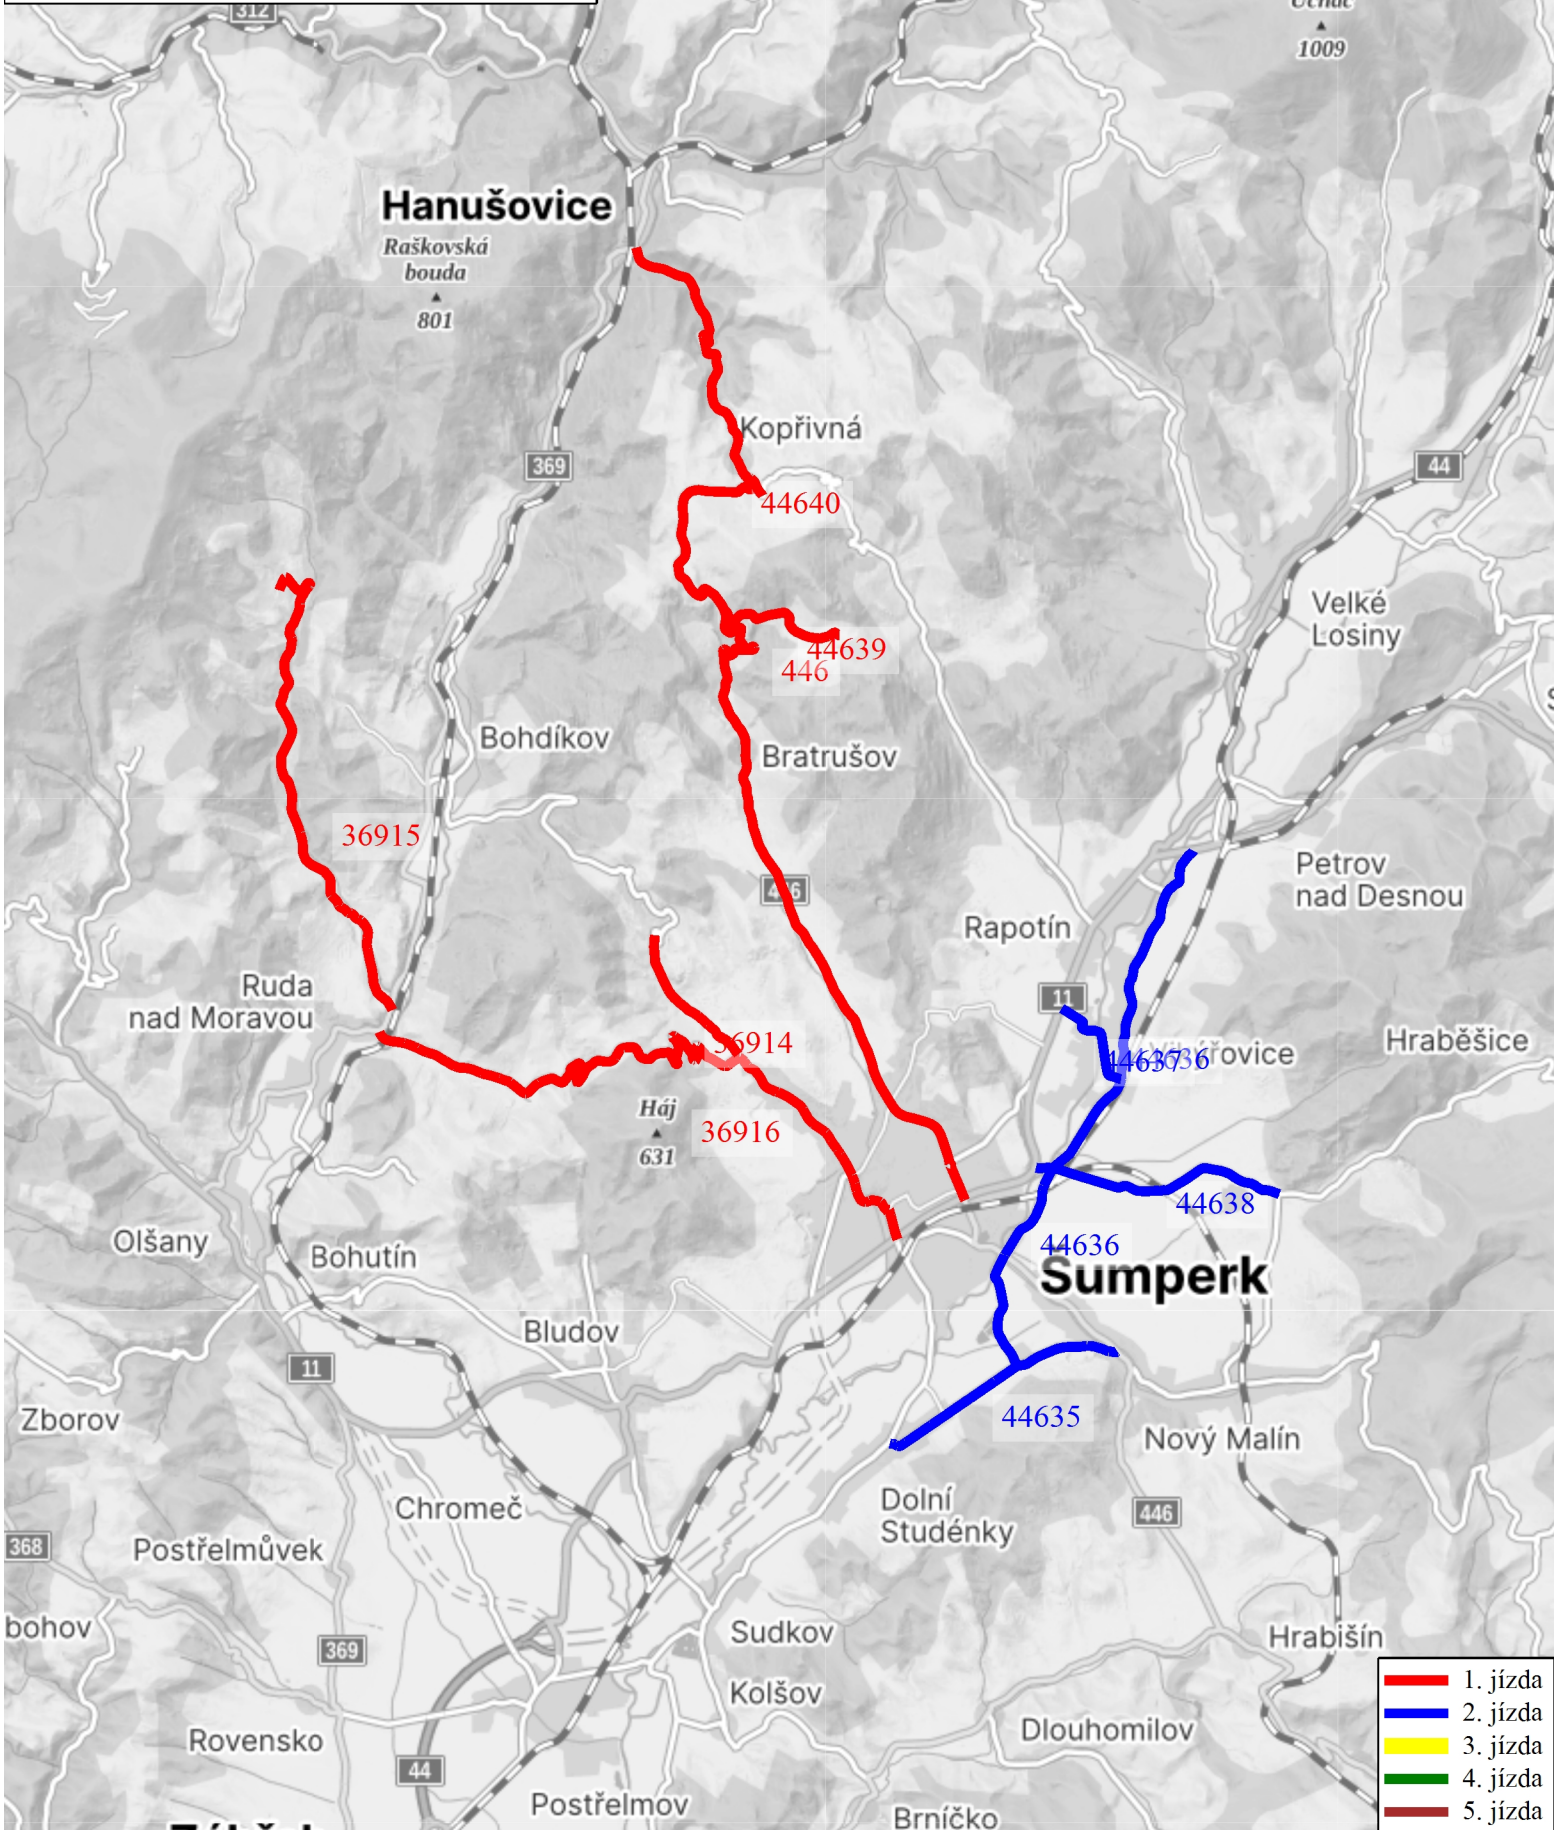 312
1009
Hanušovice
Raškovská
bouda
801
Kopřivná
369
44
44640
Velké
Losiny
44639
446
Bohdíkov
Bratrušov
36915
Petrov
nad Desnou
Rapotín
Ruda
nad Moravou
11
36914
44637
Hraběšice
Háj
631
36916
44638
Olšany
Bohutín
44636
Šumperk
Bludov
11
Zborov
44635
Nový Malín
Chromeč
Dolní
Studénky
446
368
Postřelmůvek
bohov
369
Sudkov
Hrabišín
Kolšov
Rovensko
Dlouhomilov
44
Postřelmov
Brníčko
1. jízda
2. jízda
3. jízda
4. jízda
5. jízda